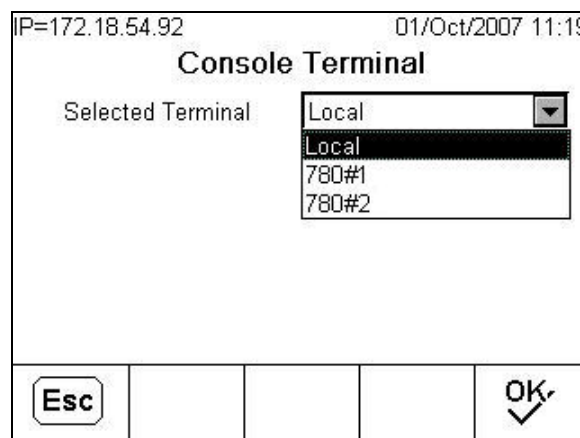 IP=172.18.54.92 01/Oct/2007 11:19
Console Terminal
Selected Terminal Local
Local
780#1
780#2
Esc OK